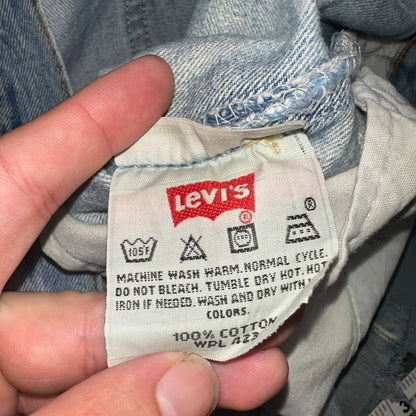 LEVI'S ®
105F
®
MACHINE WASH WARM. NORMAL CYCLE.
DO NOT BLEACH. TUMBLE DRY HOT. HOT
IRON IF NEEDED. WASH AND DRY WITH
COLORS.
100% COTTON
WPL 423